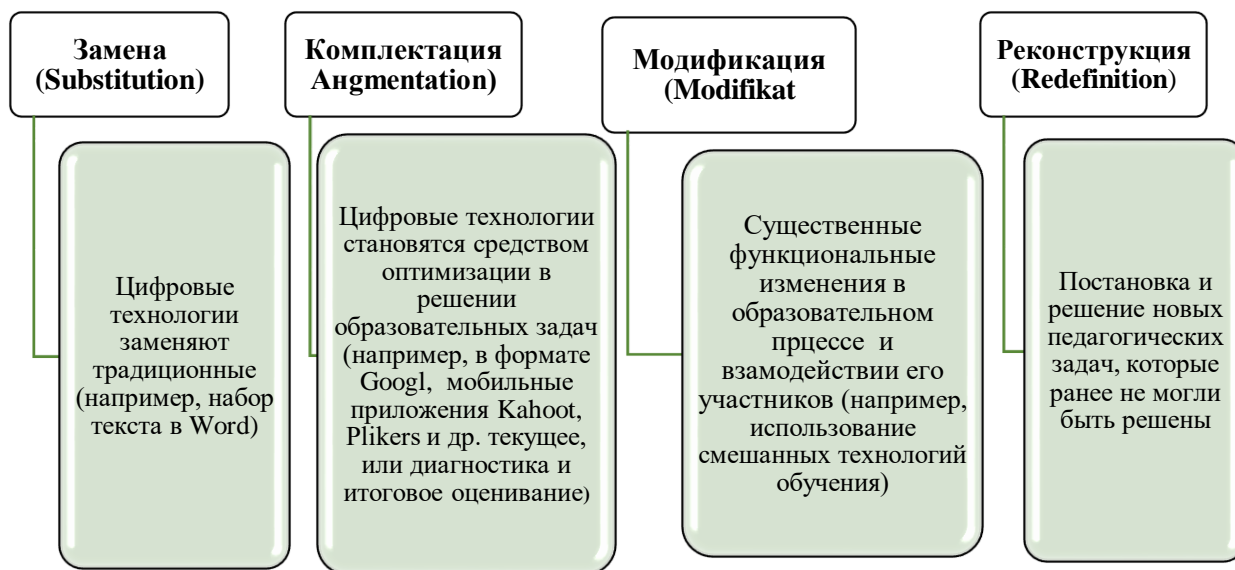 Замена
(Substitution)
Цифровые
технологии
заменяют
традиционные
(например, набор
текста в Word)
Комплектация
Angmentation)
Цифровые технологии
становятся средством
оптимизации в
решении
образовательных задач
(например, в формате
Googl, мобильные
приложения Kahoot,
Plikers и др. текущее,
или диагностика и
итоговое оценивание)
Модификация
(Modifikat
Существенные
функциональные
изменения в
образовательном
прцессе и
взамодействии его
участников (например,
использование
смешанных технологий
обучения)
Реконструкция
(Redefinition)
Постановка и
решение новых
педагогических
задач, которые
ранее не могли
быть решены